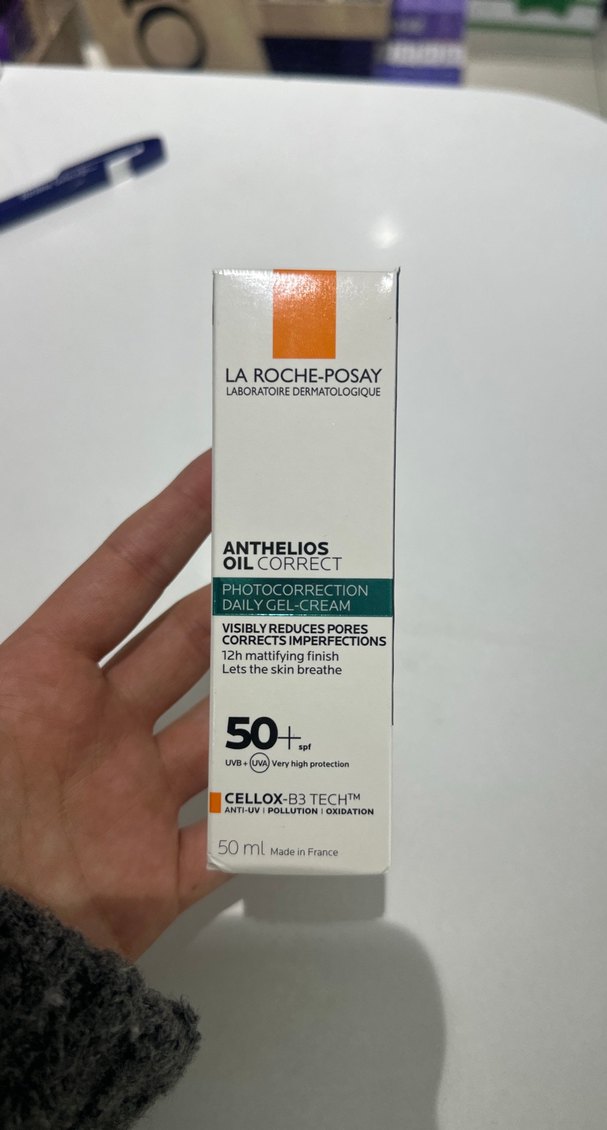 LA ROCHE-POSAY
LABORATOIRE DERMATOLOGIQUE
ANTHELIOS
OIL CORRECT
PHOTOCORRECTION
DAILY GEL-CREAM
VISIBLY REDUCES PORES
CORRECTS IMPERFECTIONS
12h mattifying finish
Lets the skin breathe
50+ spf
UVB + UVA Very high protection
CELLOX-B3 TECH™
ANTI-UV | POLLUTION | OXIDATION
50 ml Made in France